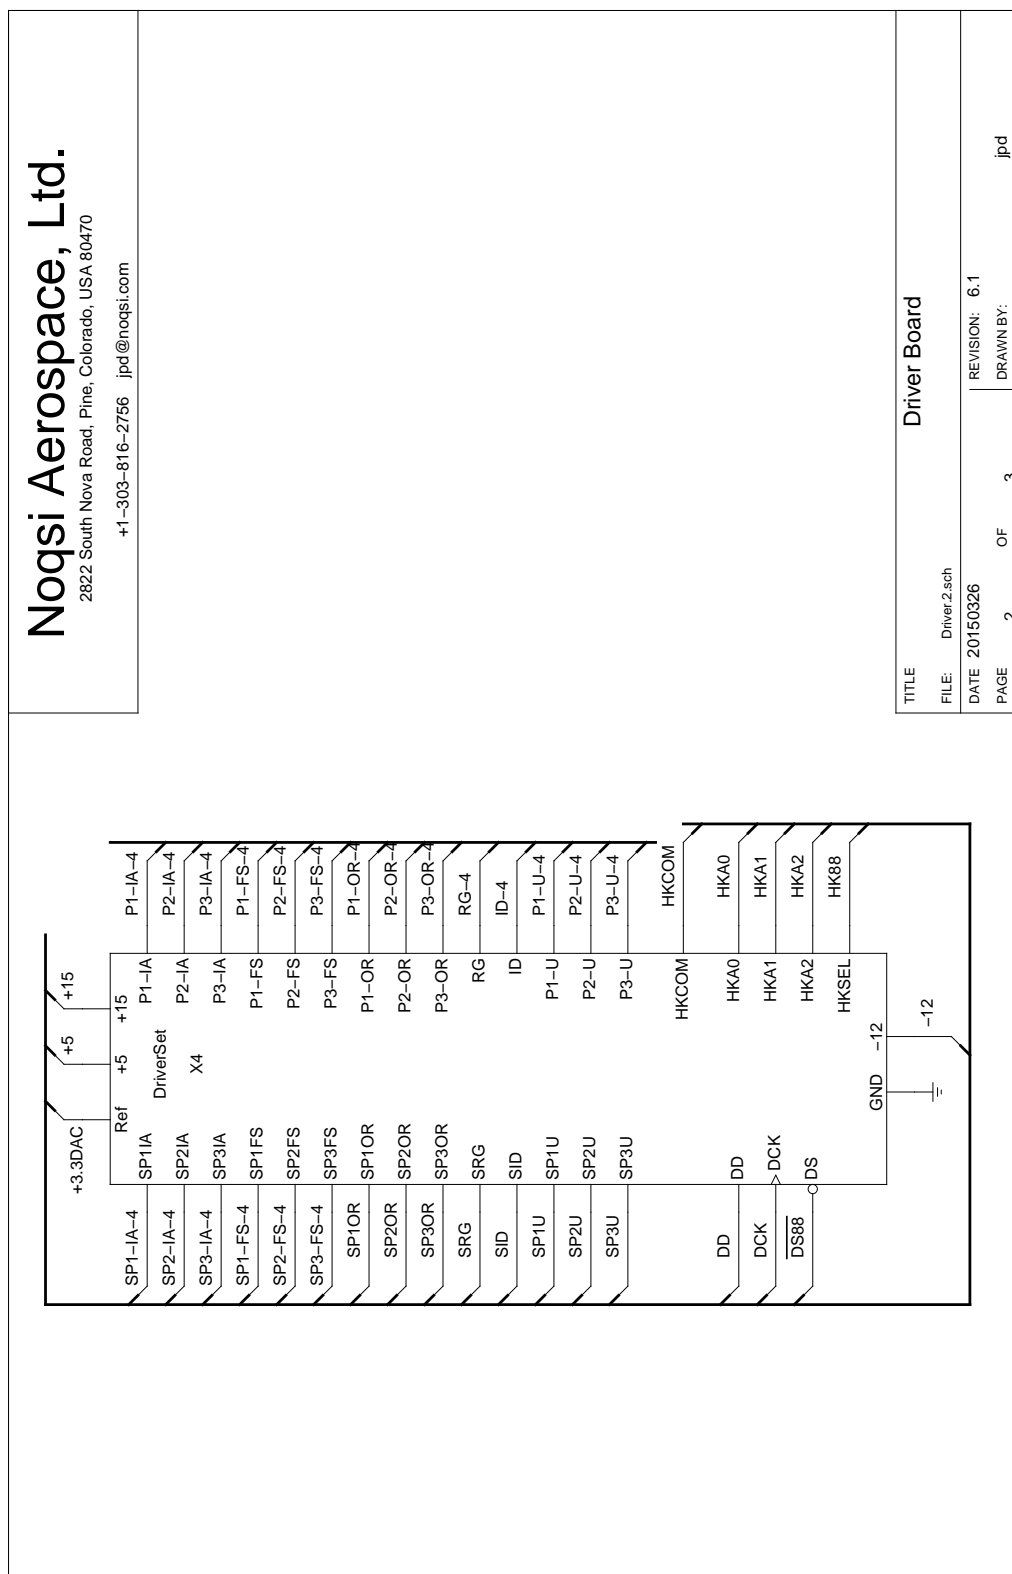 Noqsi Aerospace, Ltd.
2822 South Nova Road, Pine, Colorado, USA 80470
+1−303−816−2756 jpd@noqsi.com
+3.3DAC
+5
+15
Ref
+5
+15
DriverSet
X4
SP1−IA−4 SP1IA P1−IA P1−IA−4
SP2−IA−4 SP2IA P2−IA P2−IA−4
SP3−IA−4 SP3IA P3−IA P3−IA−4
SP1−FS−4 SP1FS P1−FS P1−FS−4
SP2−FS−4 SP2FS P2−FS P2−FS−4
SP3−FS−4 SP3FS P3−FS P3−FS−4
SP1OR SP1OR P1−OR P1−OR−4
SP2OR SP2OR P2−OR P2−OR−4
SP3OR SP3OR P3−OR P3−OR−4
SRG SRG RG RG−4
SID SID ID ID−4
SP1U SP1U P1−U P1−U−4
SP2U SP2U P2−U P2−U−4
SP3U SP3U P3−U P3−U−4
HKCOM HKCOM
DD DD HKA0 HKA0
DCK DCK HKA1 HKA1
DS88 DS HKA2 HKA2
HKSEL HK88
GND −12
−12
TITLE
Driver Board
FILE: Driver.2.sch
DATE 20150326 REVISION: 6.1
PAGE 2 OF 3 DRAWN BY: jpd